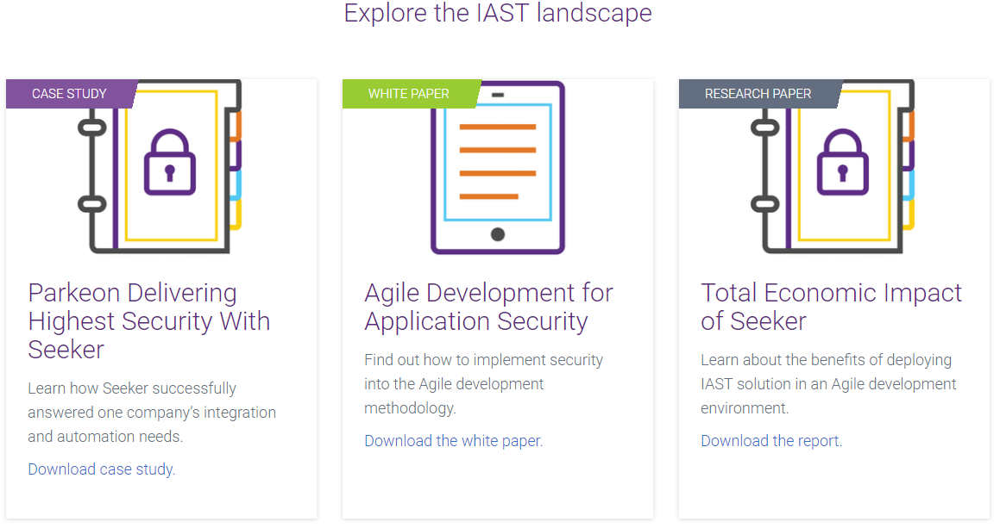 Explore the IAST landscape
CASE STUDY
Parkeon Delivering
Highest Security With
Seeker
Learn how Seeker successfully
answered one company’s integration
and automation needs.
Download case study.
WHITE PAPER
Agile Development for
Application Security
Find out how to implement security
into the Agile development
methodology.
Download the white paper.
RESEARCH PAPER
Total Economic Impact
of Seeker
Learn about the benefits of deploying
IAST solution in an Agile development
environment.
Download the report.